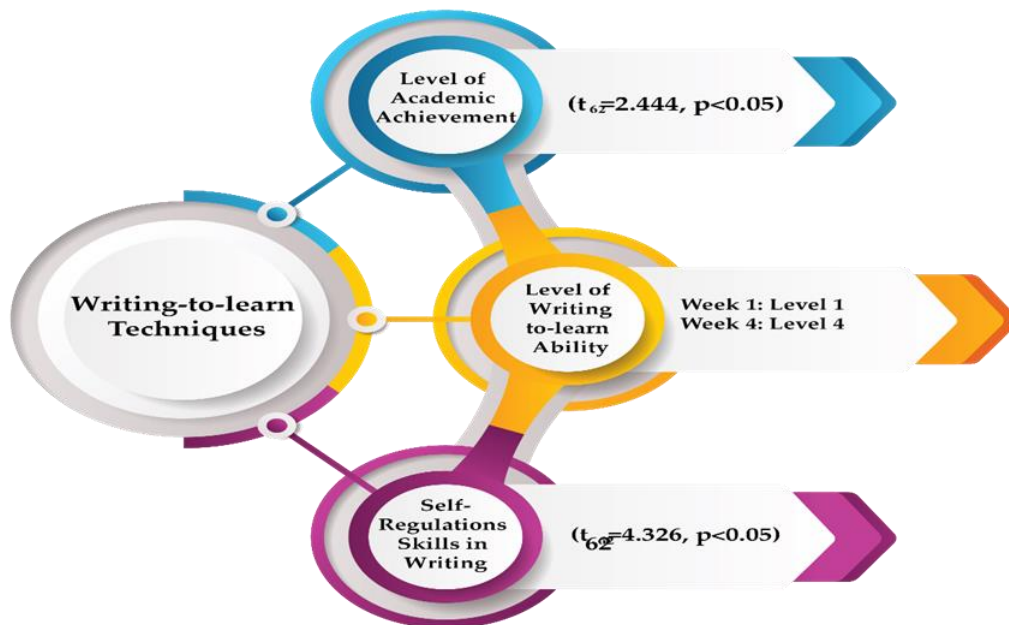 Level of
Academic
Achievement
(t₆₂=2.444, p<0.05)
Writing-to-learn
Techniques
Level of
Writing
to-learn
Ability
Week 1: Level 1
Week 4: Level 4
Self-
Regulations
Skills in
Writing
(t₆₂=4.326, p<0.05)